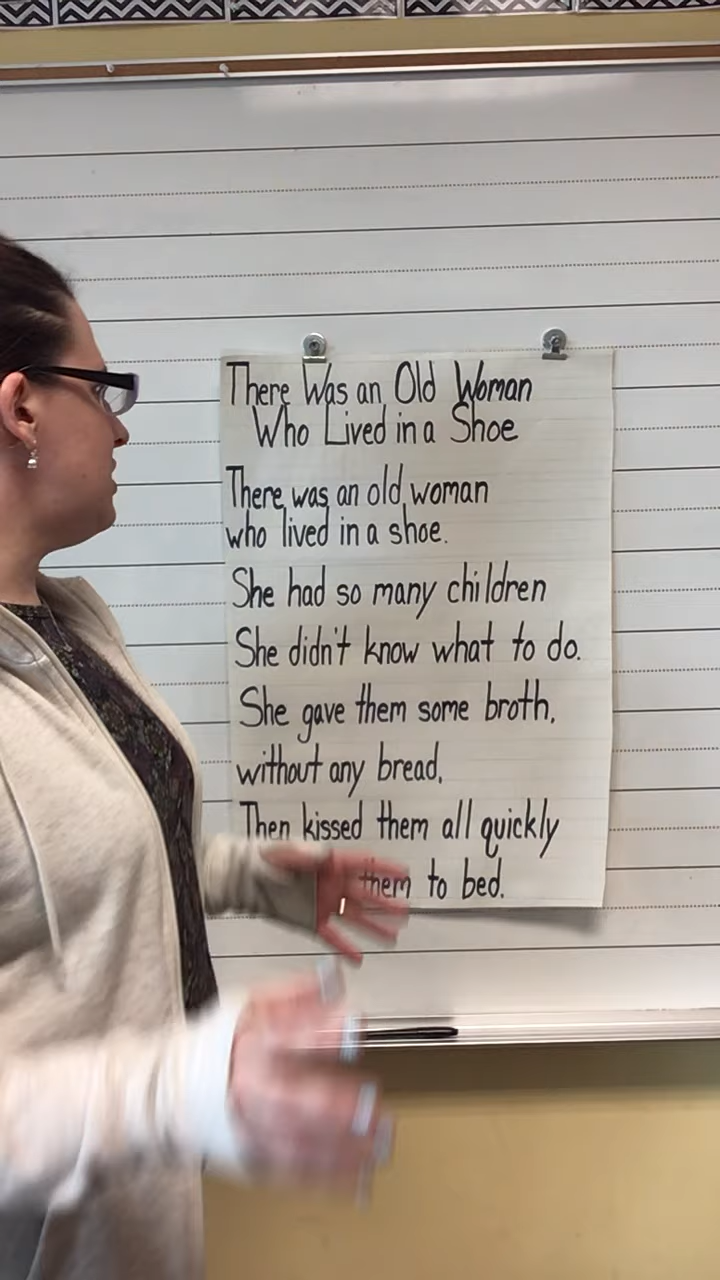 There Was an Old Woman
Who Lived in a Shoe
There was an old woman
who lived in a shoe.
She had so many children
She didn't know what to do.
She gave them some broth,
without any bread,
Then kissed them all quickly
them to bed.